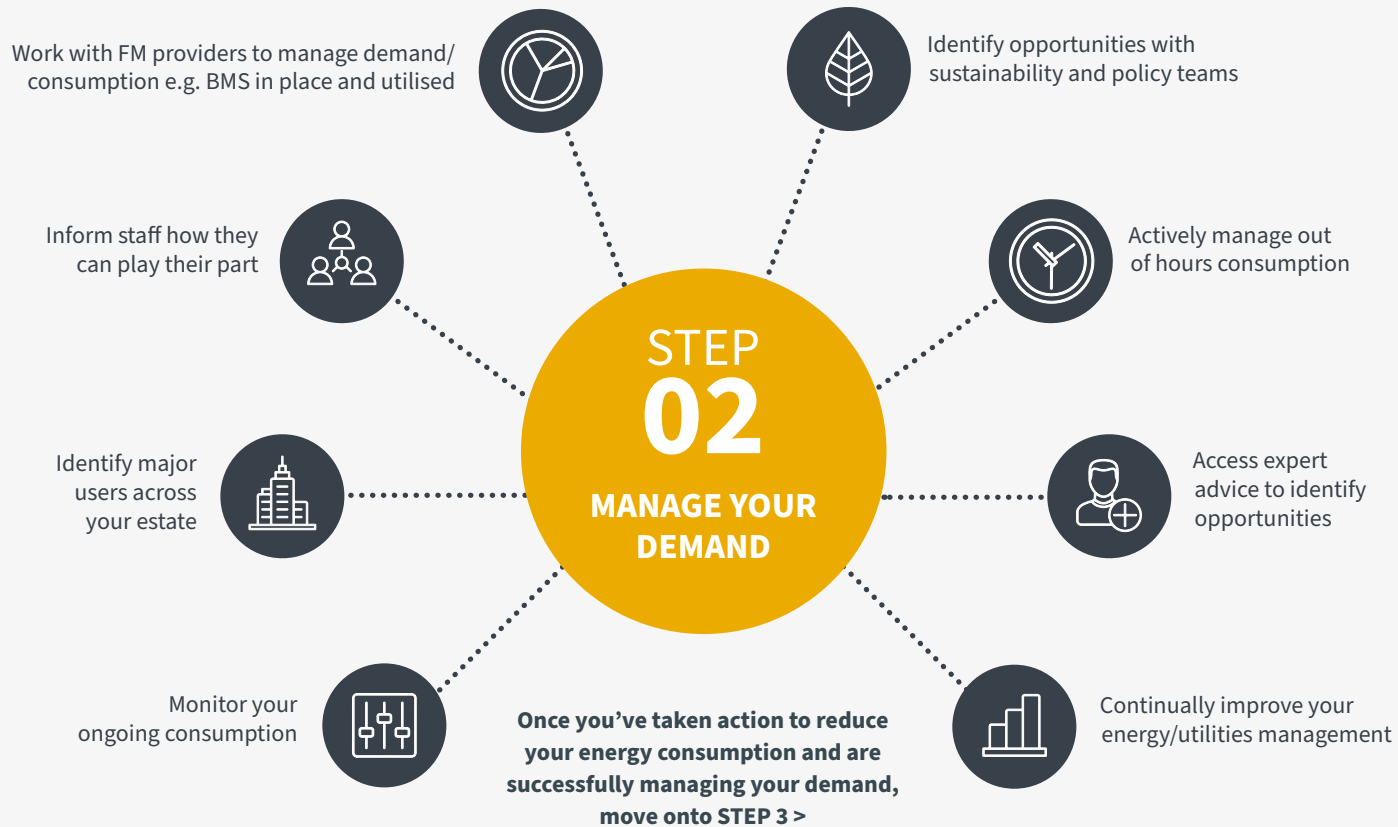 Work with FM providers to manage demand/
consumption e.g. BMS in place and utilised
Identify opportunities with
sustainability and policy teams
Inform staff how they
can play their part
Actively manage out
of hours consumption
STEP
02
MANAGE YOUR
DEMAND
Identify major
users across
your estate
Access expert
advice to identify
opportunities
Monitor your
ongoing consumption
Continually improve your
energy/utilities management
Once you’ve taken action to reduce
your energy consumption and are
successfully managing your demand,
move onto STEP 3 >